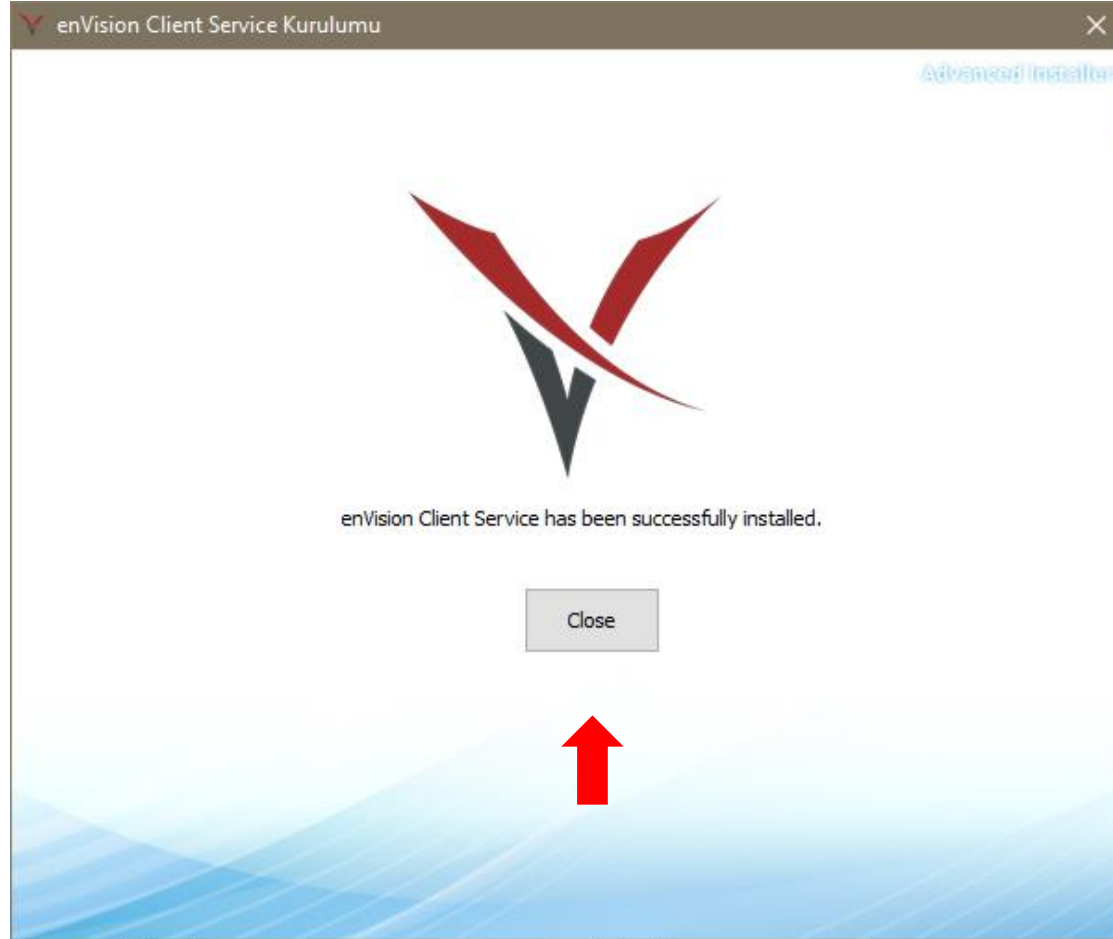 enVision Client Service Kurulumu
Advanced Installer
enVision Client Service has been successfully installed.
Close